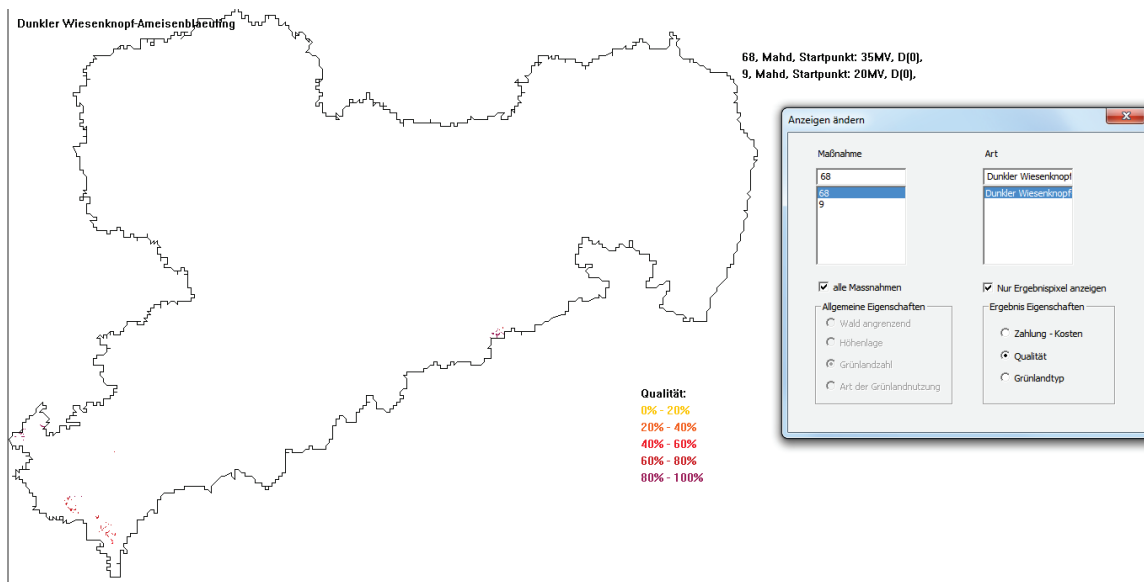 Dunkler Wiesenknopf-Ameisenblaeuling
68, Mahd, Startpunkt: 35MV, D(0),
9, Mahd, Startpunkt: 20MV, D(0),
Anzeigen ändern
Maßnahme
68
68
9
alle Massnahmen
Allgemeine Eigenschaften
Wald angrenzend
Höhenlage
Grünlandzahl
Art der Grünlandnutzung
Art
Dunkler Wiesenknopf
Dunkler Wiesenknopf
Nur Ergebnispixel anzeigen
Ergebnis Eigenschaften
Zahlung - Kosten
Qualität
Grünlandtyp
Qualität:
0% - 20%
20% - 40%
40% - 60%
60% - 80%
80% - 100%